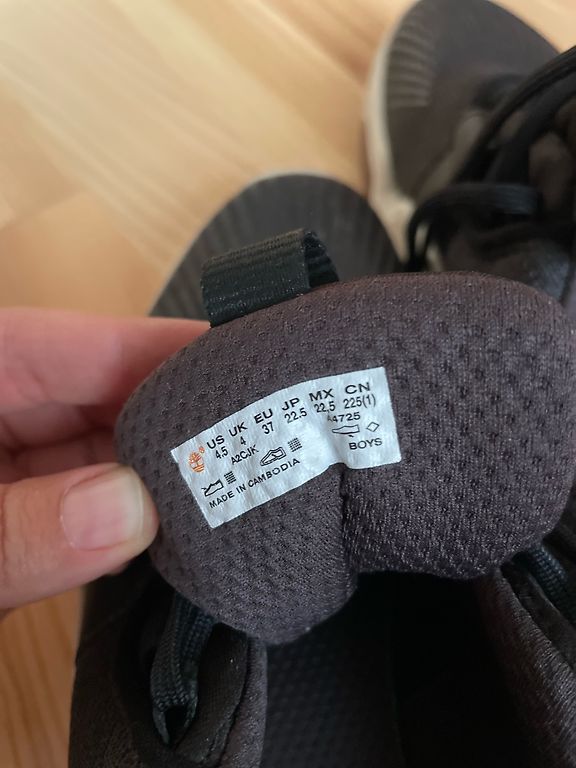 US UK EU JP MX CN
4.5 4 37 22.5 22.5 225(1)
A2CJK 4725
BOYS
MADE IN CAMBODIA